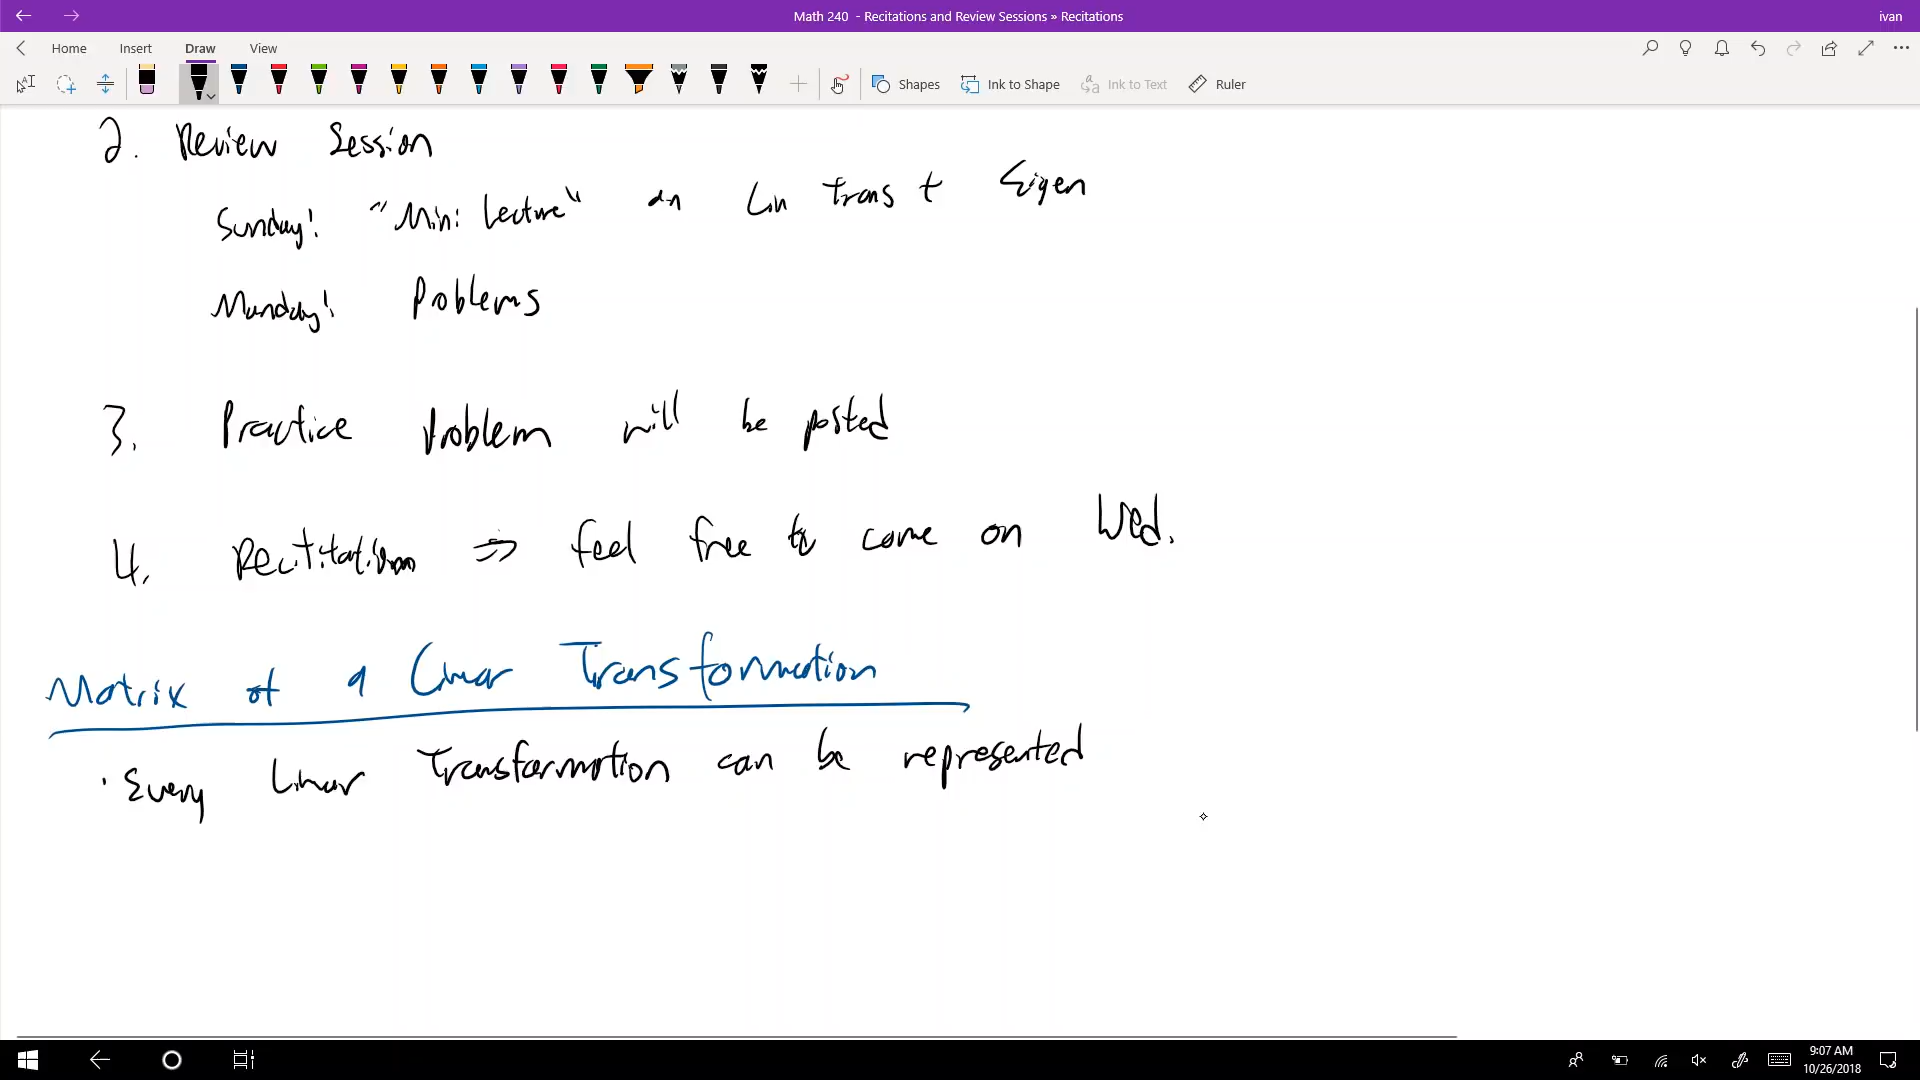 Math 240 - Recitations and Review Sessions » Recitations
ivan
Home Insert Draw View
Shapes Ink to Shape Ink to Text Ruler
2. Review Session
Sunday: "Mini Lecture" on Lin Trans + Eigen
Monday: Problems
3. Practice Problem will be posted
4. Rectitation ⇒ feel free to come on Wed.
Matrix of a Linear Transformation
· Every Linear Transformation can be represented
9:07 AM
10/26/2018